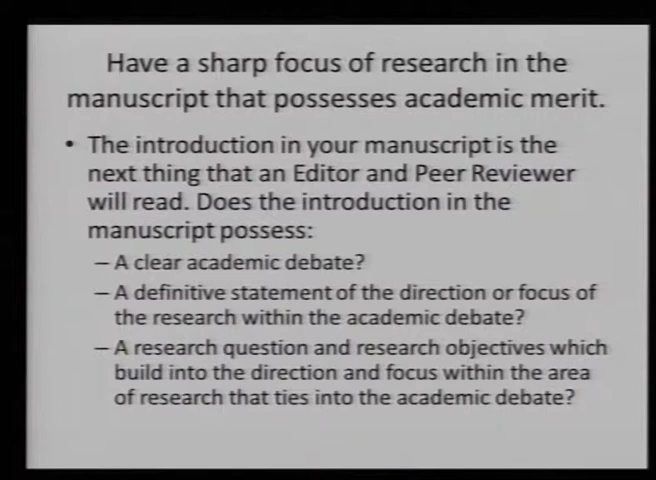 Have a sharp focus of research in the
manuscript that possesses academic merit.
• The introduction in your manuscript is the
next thing that an Editor and Peer Reviewer
will read. Does the introduction in the
manuscript possess:
– A clear academic debate?
– A definitive statement of the direction or focus of
the research within the academic debate?
– A research question and research objectives which
build into the direction and focus within the area
of research that ties into the academic debate?